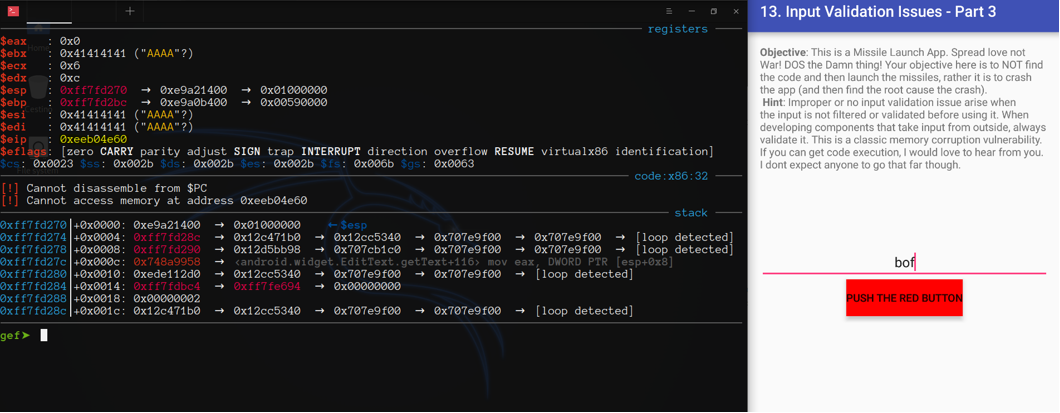 registers
$eax : 0x0
$ebx : 0x41414141 ("AAAA"?)
$ecx : 0x6
$edx : 0xc
$esp : 0xff7fd270 → 0xe9a21400 → 0x01000000
$ebp : 0xff7fd2bc → 0xe9a0b400 → 0x00590000
$esi : 0x41414141 ("AAAA"?)
$edi : 0x41414141 ("AAAA"?)
$eip : 0xeeb04e60
$eflags: [zero CARRY parity adjust SIGN trap INTERRUPT direction overflow RESUME virtualx86 identification]
$cs: 0x0023 $ss: 0x002b $ds: 0x002b $es: 0x002b $fs: 0x006b $gs: 0x0063
code:x86:32
[!] Cannot disassemble from $PC
[!] Cannot access memory at address 0xeeb04e60
stack
0xff7fd270│+0x0000: 0xe9a21400 → 0x01000000 ←$esp
0xff7fd274│+0x0004: 0xff7fd28c → 0x12c471b0 → 0x12cc5340 → 0x707e9f00 → 0x707e9f00 → [loop detected]
0xff7fd278│+0x0008: 0xff7fd290 → 0x12d5bb98 → 0x707cb1c0 → 0x707e9f00 → 0x707e9f00 → [loop detected]
0xff7fd27c│+0x000c: 0x748a9958 → <android.widget.EditText.getText+116> mov eax, DWORD PTR [esp+0x8]
0xff7fd280│+0x0010: 0xede112d0 → 0x12cc5340 → 0x707e9f00 → 0x707e9f00 → [loop detected]
0xff7fd284│+0x0014: 0xff7fdbc4 → 0xff7fe694 → 0x00000000
0xff7fd288│+0x0018: 0x00000002
0xff7fd28c│+0x001c: 0x12c471b0 → 0x12cc5340 → 0x707e9f00 → 0x707e9f00 → [loop detected]
gef➤
13. Input Validation Issues - Part 3
Objective: This is a Missile Launch App. Spread love not
War! DOS the Damn thing! Your objective here is to NOT find
the code and then launch the missiles, rather it is to crash
the app (and then find the root cause the crash).
Hint: Improper or no input validation issue arise when
the input is not filtered or validated before using it. When
developing components that take input from outside, always
validate it. This is a classic memory corruption vulnerability.
If you can get code execution, I would love to hear from you.
I dont expect anyone to go that far though.
bof
PUSH THE RED BUTTON